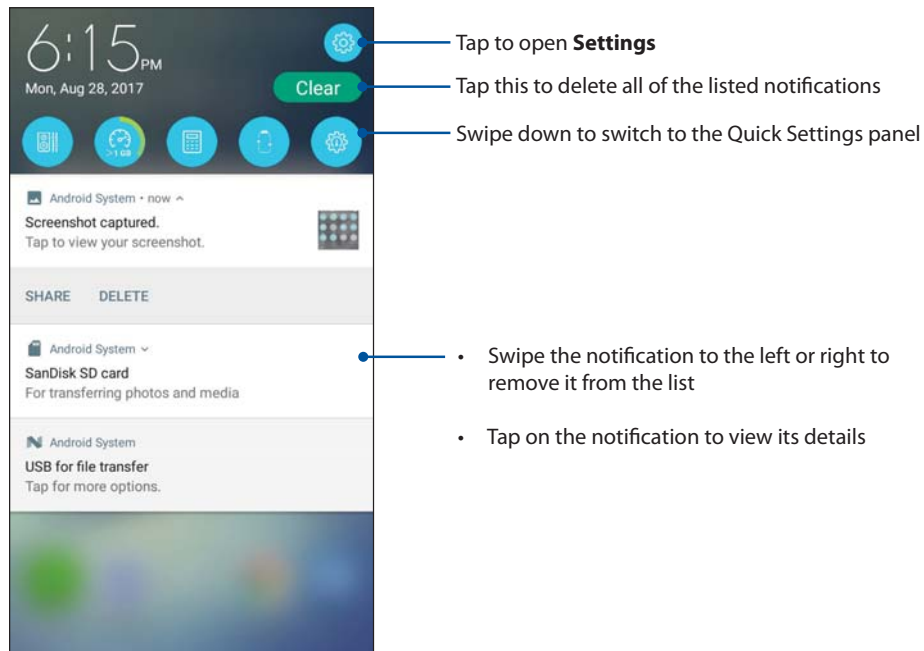 6:15 PM
Mon, Aug 28, 2017
Clear
>1 GB
Android System • now
Screenshot captured.
Tap to view your screenshot.
SHARE DELETE
Android System
SanDisk SD card
For transferring photos and media
Android System
USB for file transfer
Tap for more options.
Tap to open Settings
Tap this to delete all of the listed notifications
Swipe down to switch to the Quick Settings panel
• Swipe the notification to the left or right to
remove it from the list
• Tap on the notification to view its details